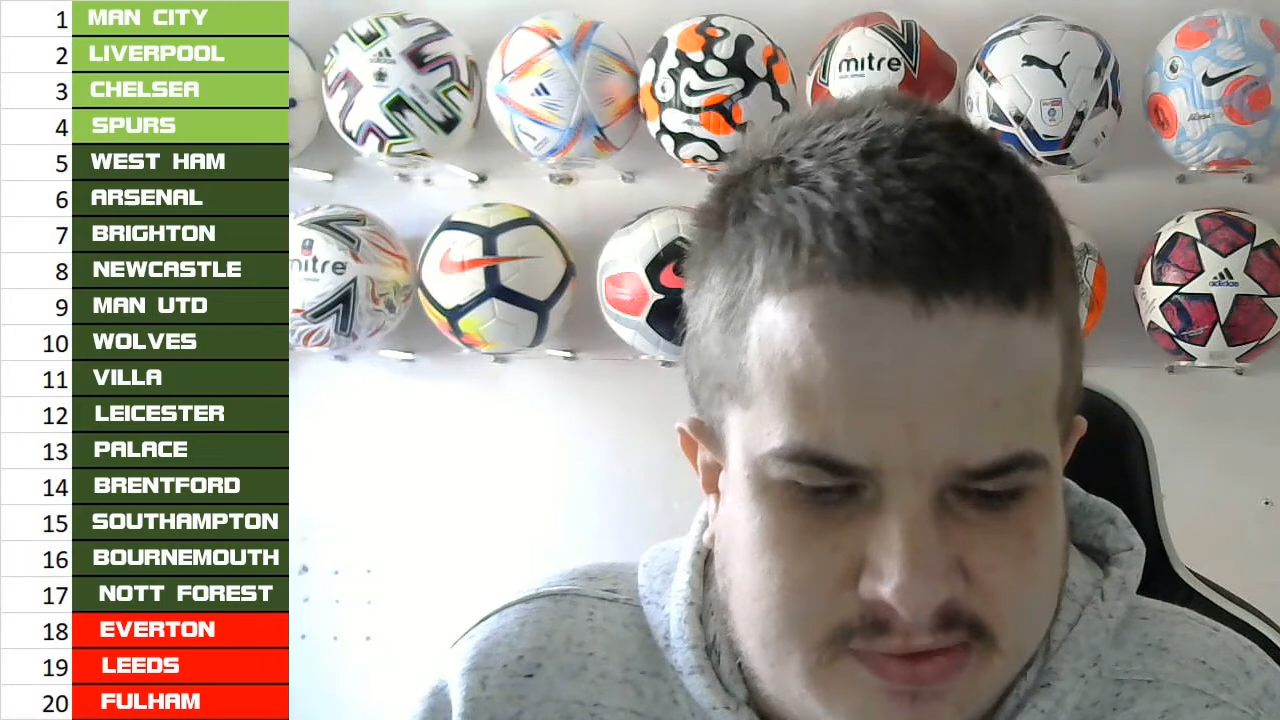 1 MAN CITY
2 LIVERPOOL
3 CHELSEA
4 SPURS
5 WEST HAM
6 ARSENAL
7 BRIGHTON
8 NEWCASTLE
9 MAN UTD
10 WOLVES
11 VILLA
12 LEICESTER
13 PALACE
14 BRENTFORD
15 SOUTHAMPTON
16 BOURNEMOUTH
17 NOTT FOREST
18 EVERTON
19 LEEDS
20 FULHAM
mitre
mitre
adidas